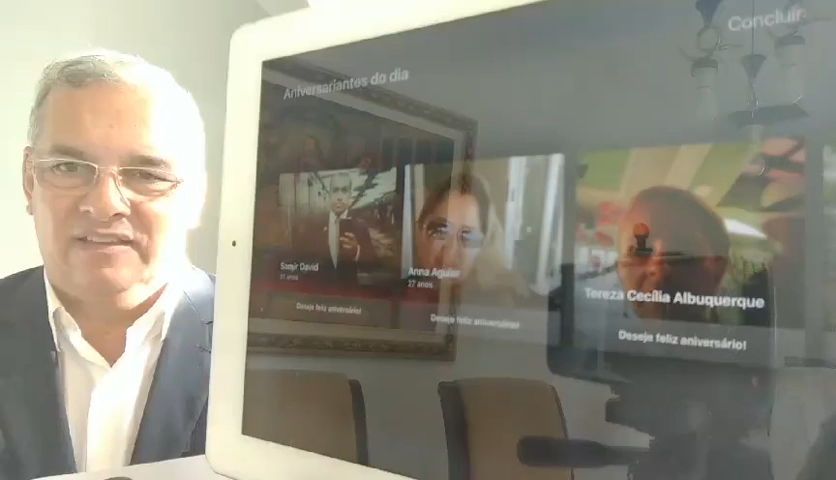 Concluir
Aniversariantes do dia
Samir David
Anna Aguiar
27 anos
Tereza Cecília Albuquerque
Deseja feliz aniversário!
Deseja feliz aniversário!
Deseja feliz aniversário!